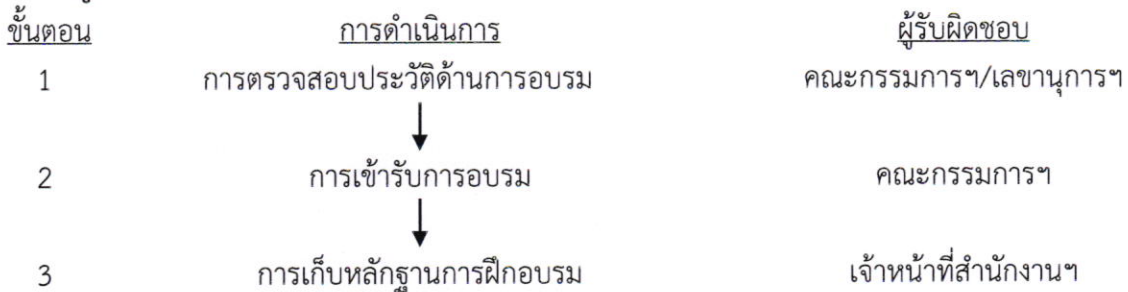 ขั้นตอน การดำเนินการ ผู้รับผิดชอบ
1 การตรวจสอบประวัติด้านการอบรม คณะกรรมการฯ/เลขานุการฯ
2 การเข้ารับการอบรม คณะกรรมการฯ
3 การเก็บหลักฐานการฝึกอบรม เจ้าหน้าที่สำนักงานฯ